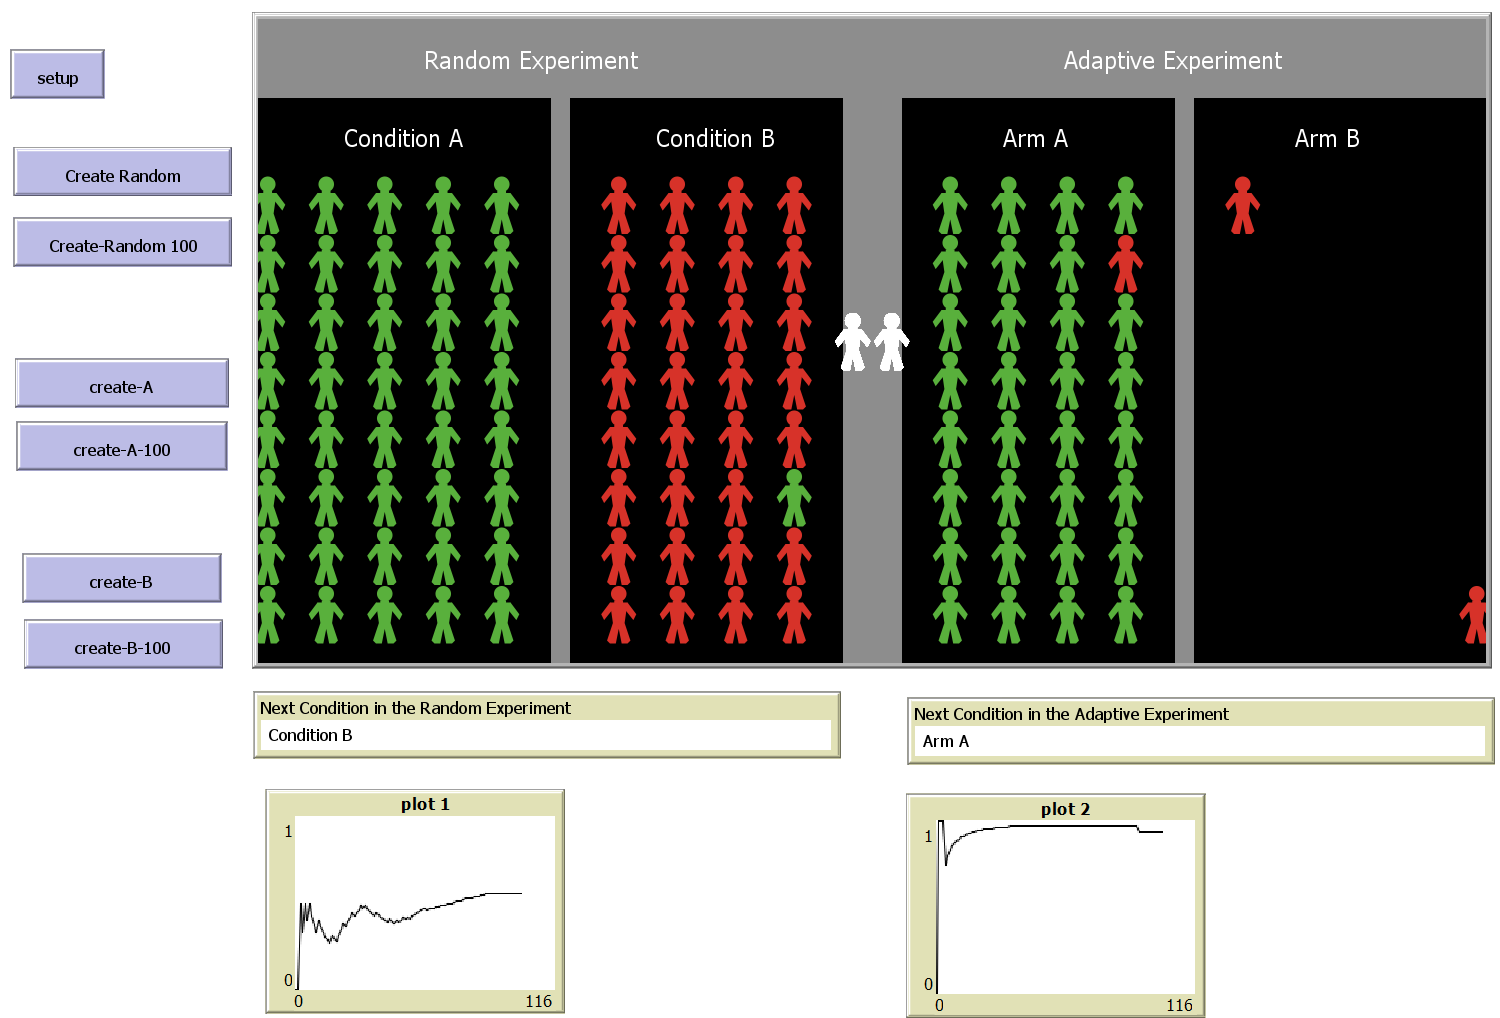 setup
Create Random
Create-Random 100
create-A
create-A-100
create-B
create-B-100
Random Experiment
Adaptive Experiment
Condition A
Condition B
Arm A
Arm B
Next Condition in the Random Experiment
Condition B
Next Condition in the Adaptive Experiment
Arm A
plot 1
1
0
0
116
plot 2
1
0
0
116